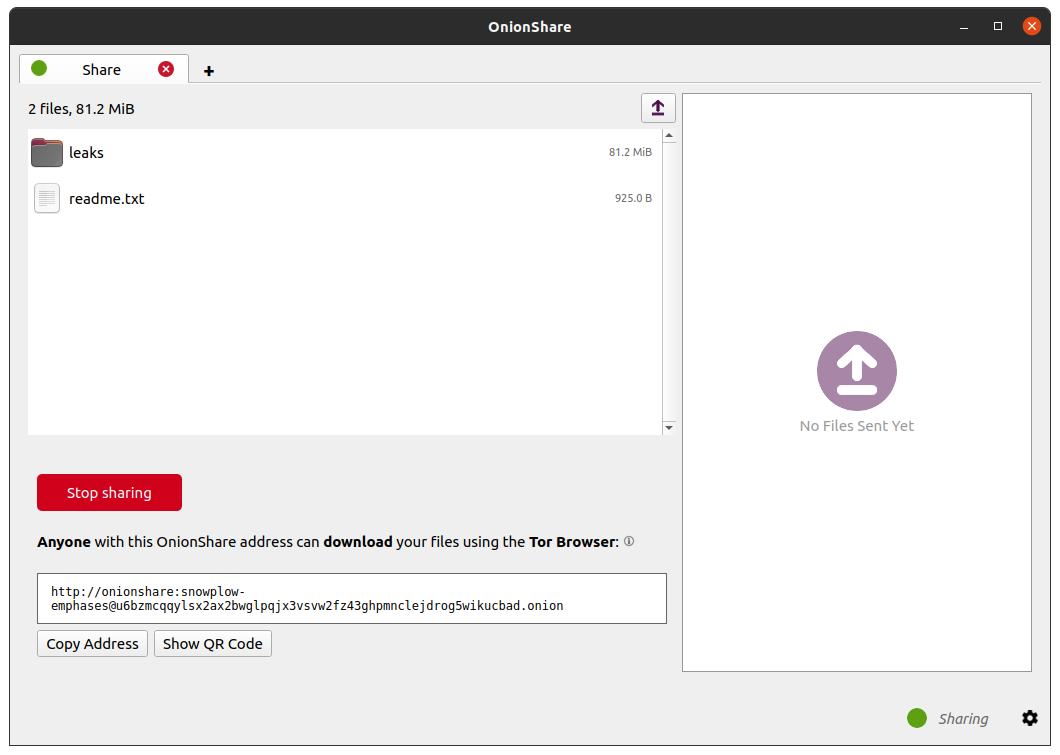 OnionShare
Share
+
2 files, 81.2 MiB
leaks 81.2 MiB
readme.txt 925.0 B
No Files Sent Yet
Stop sharing
Anyone with this OnionShare address can download your files using the Tor Browser:
http://onionshare:snowplow-
emphases@u6bzmcqqylsx2ax2bwglpqjx3vsvw2fz43ghpmnclejdrog5wikucbad.onion
Copy Address Show QR Code
Sharing